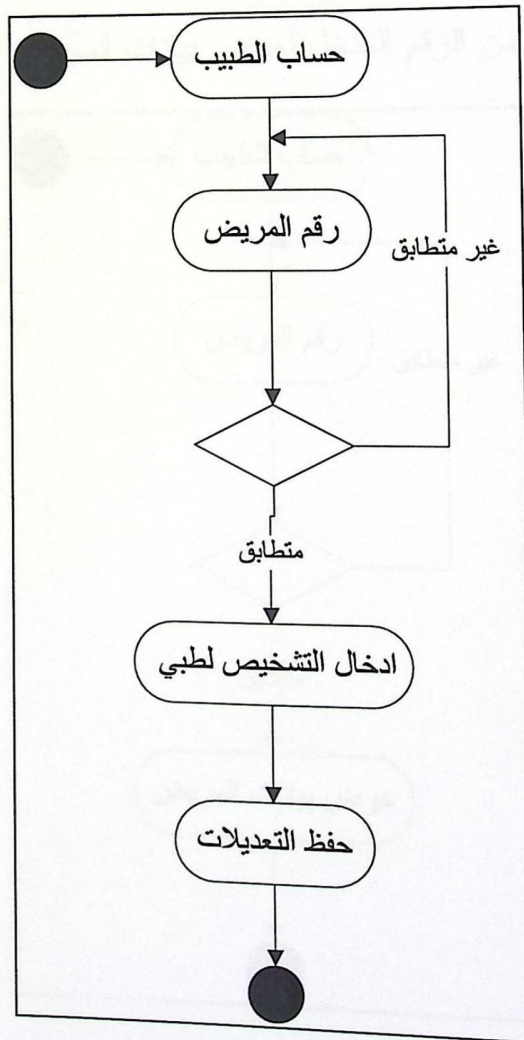 حساب الطبيب
رقم المريض
غير متطابق
متطابق
ادخال التشخيص لطبي
حفظ التعديلات